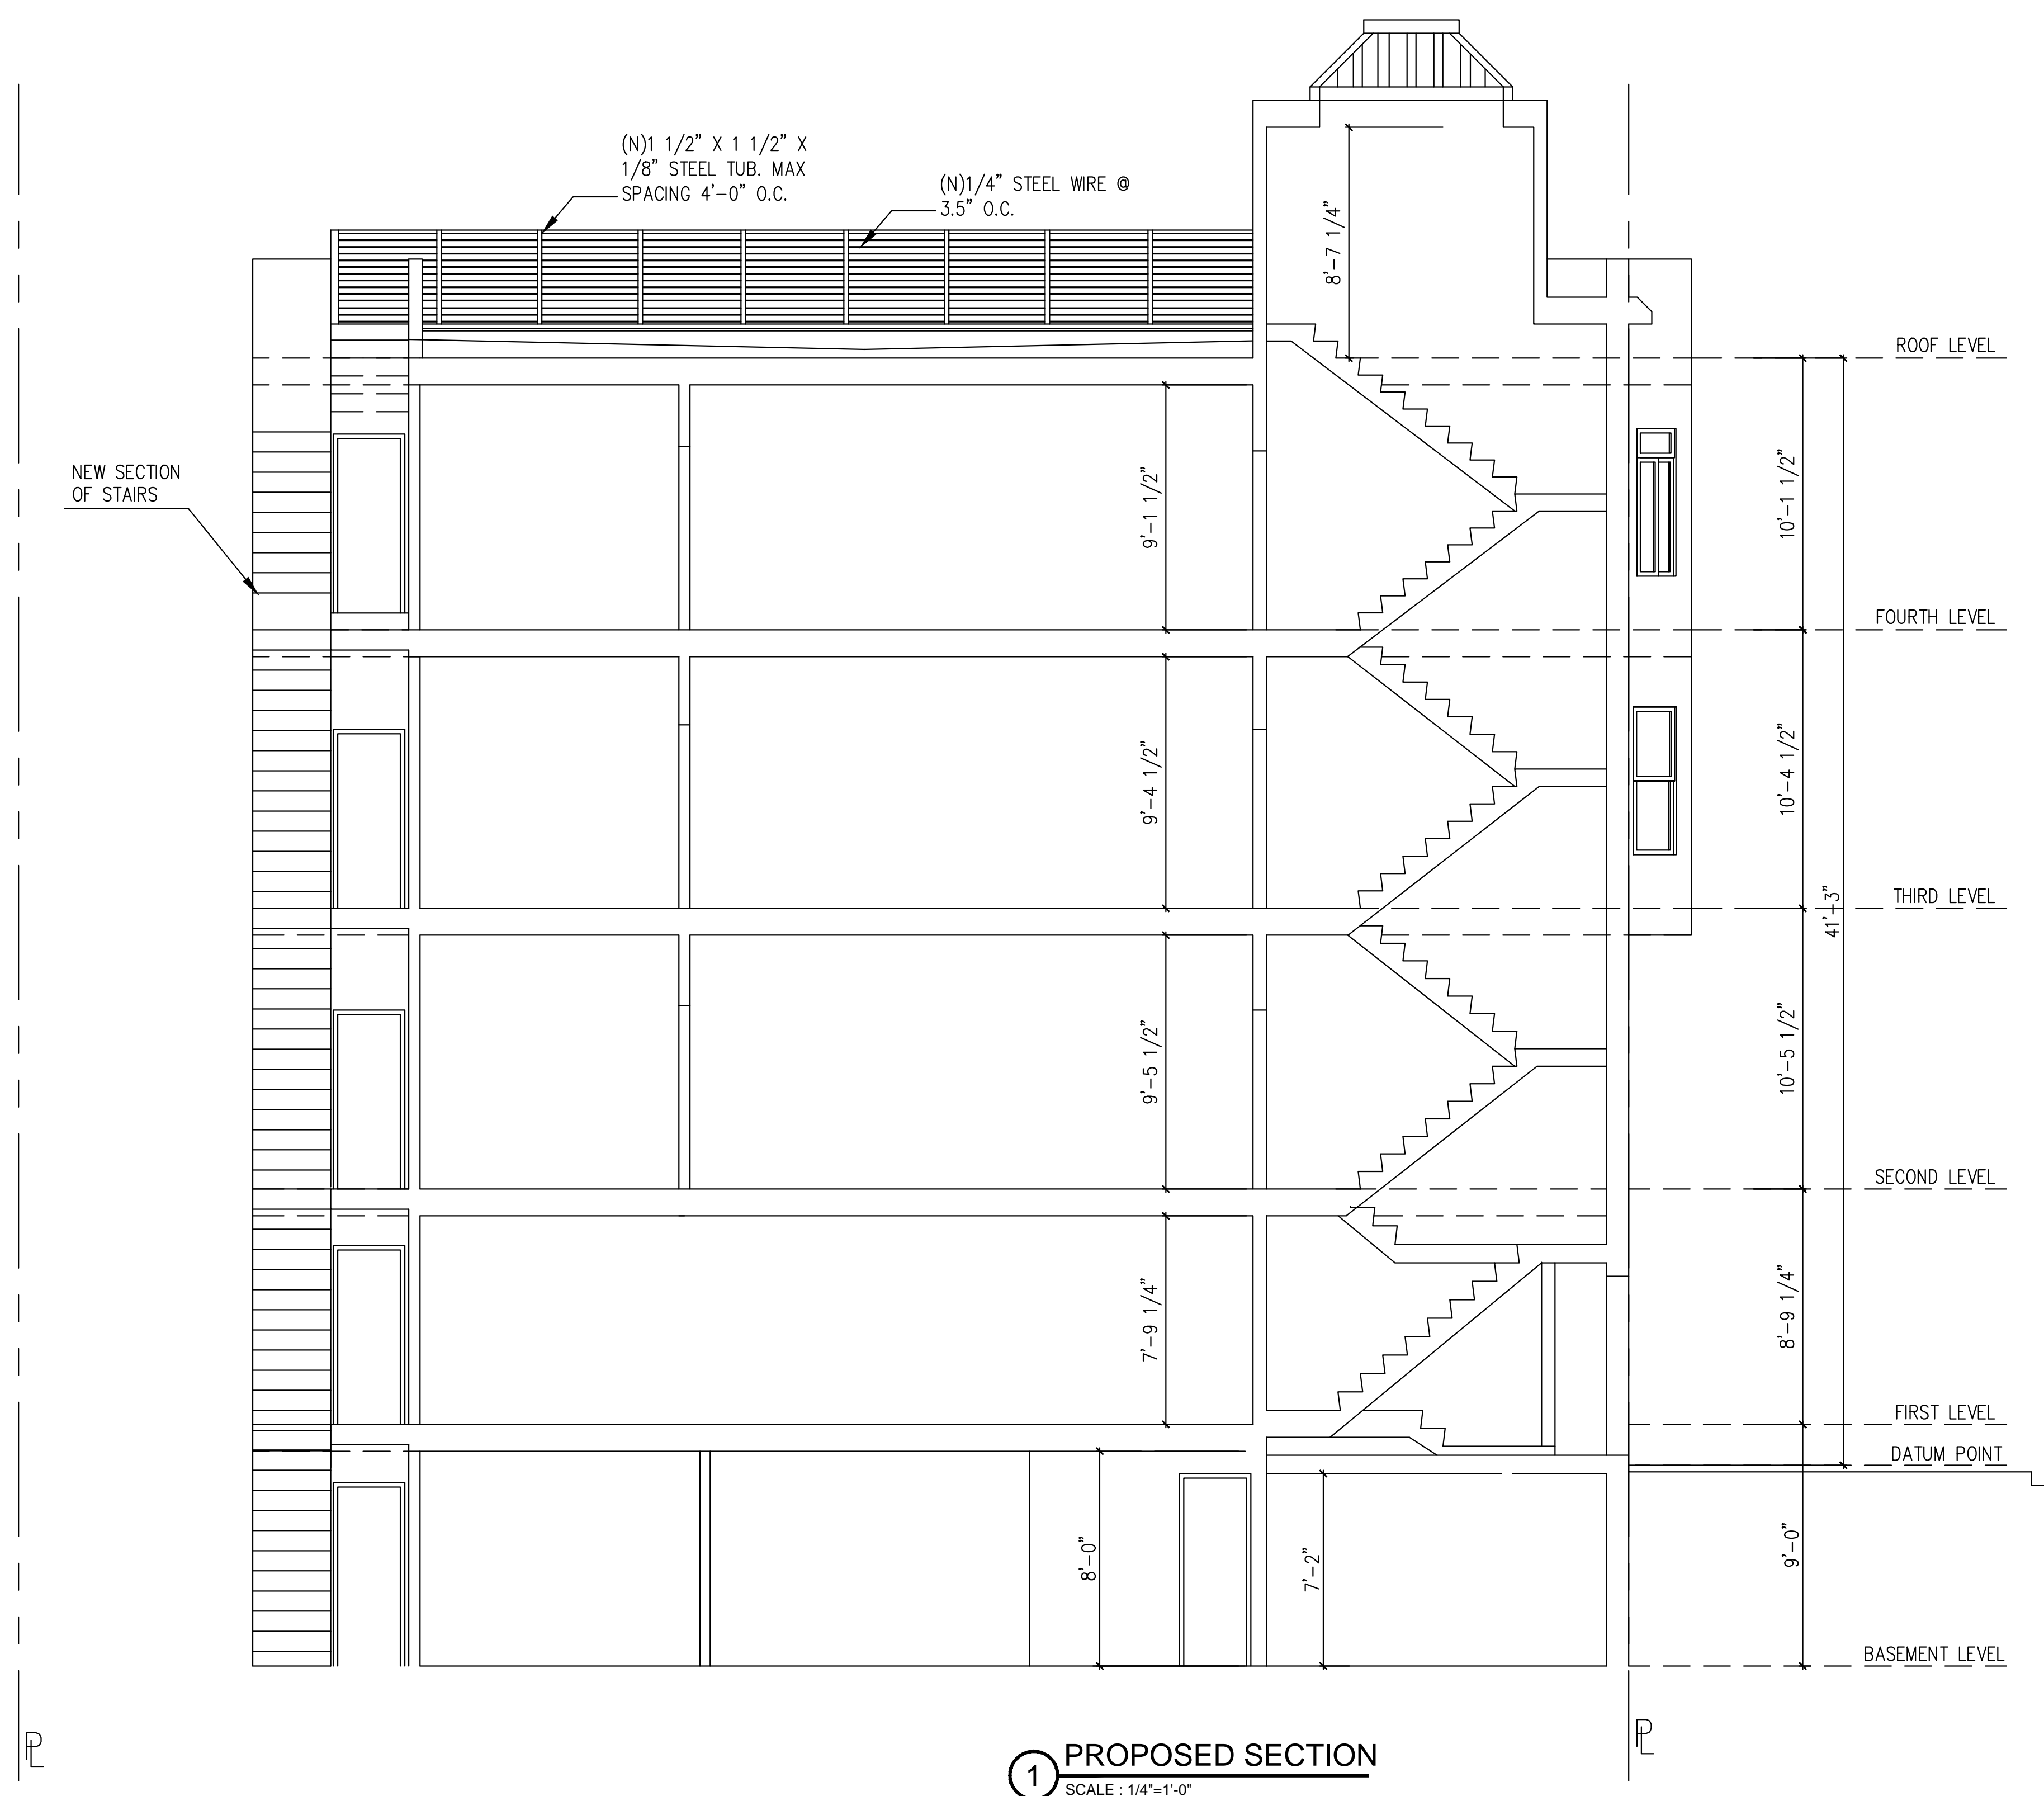 (N)1 1/2" X 1 1/2" X
1/8" STEEL TUB. MAX
SPACING 4'-0" O.C.
(N)1/4" STEEL WIRE @
3.5" O.C.
8'-7 1/4"
ROOF LEVEL
NEW SECTION
OF STAIRS
9'-1 1/2"
10'-1 1/2"
FOURTH LEVEL
9'-4 1/2"
10'-4 1/2"
THIRD LEVEL
41'-3"
9'-5 1/2"
10'-5 1/2"
SECOND LEVEL
7'-9 1/4"
8'-9 1/4"
FIRST LEVEL
DATUM POINT
8'-0"
7'-2"
9'-0"
BASEMENT LEVEL
PL
PL
1 PROPOSED SECTION
SCALE : 1/4"=1'-0"